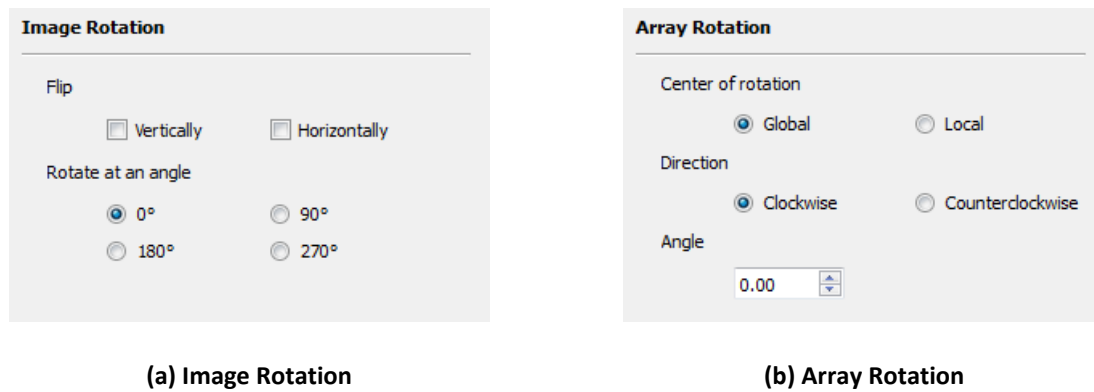 Image Rotation
Flip
Vertically Horizontally
Rotate at an angle
0° 90°
180° 270°
(a) Image Rotation
Array Rotation
Center of rotation
Global Local
Direction
Clockwise Counterclockwise
Angle
0.00
(b) Array Rotation